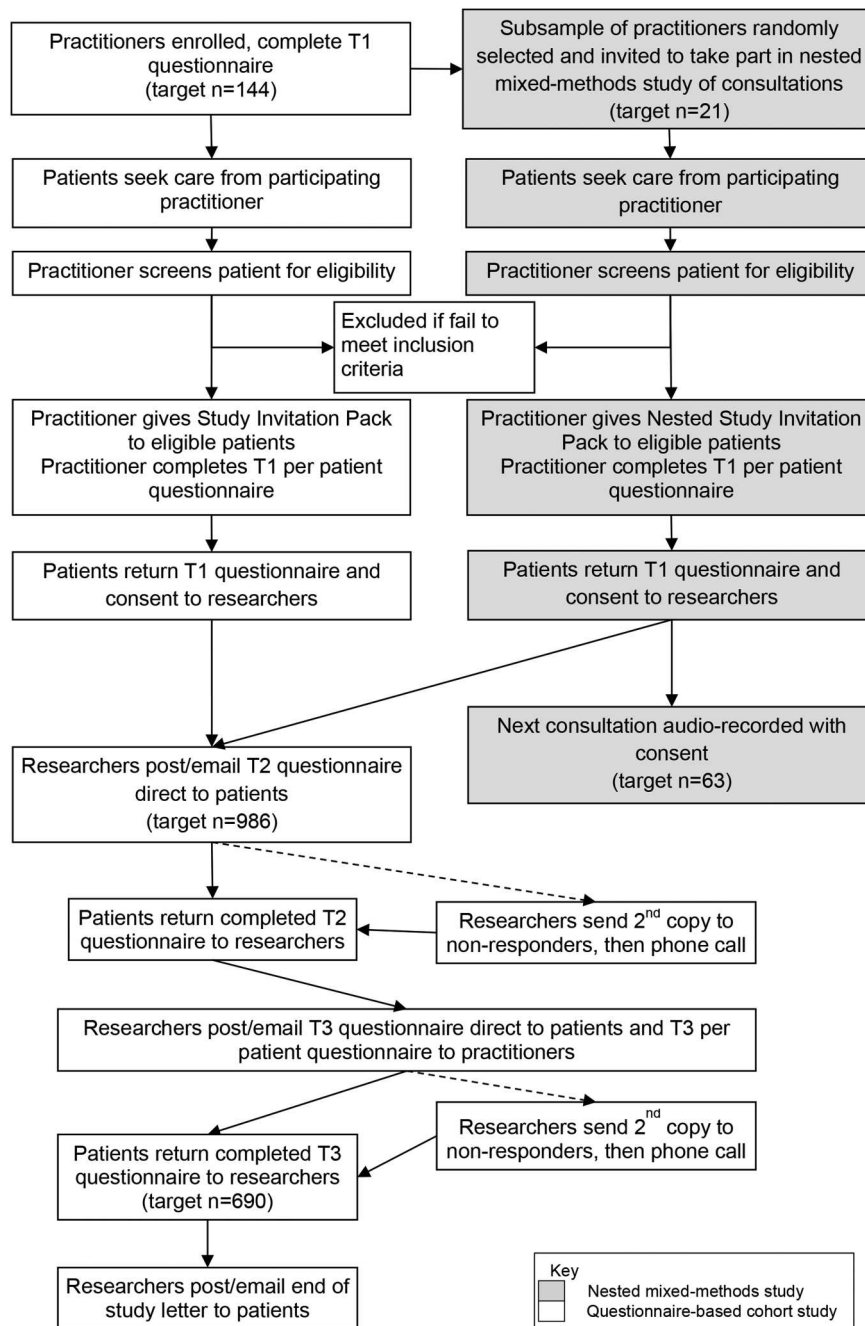 Practitioners enrolled, complete T1
questionnaire
(target n=144)
Subsample of practitioners randomly
selected and invited to take part in nested
mixed-methods study of consultations
(target n=21)
Patients seek care from participating
practitioner
Patients seek care from participating
practitioner
Practitioner screens patient for eligibility
Practitioner screens patient for eligibility
Excluded if fail to
meet inclusion
criteria
Practitioner gives Study Invitation Pack
to eligible patients
Practitioner completes T1 per patient
questionnaire
Practitioner gives Nested Study Invitation
Pack to eligible patients
Practitioner completes T1 per patient
questionnaire
Patients return T1 questionnaire and
consent to researchers
Patients return T1 questionnaire and
consent to researchers
Next consultation audio-recorded with
consent
(target n=63)
Researchers post/email T2 questionnaire
direct to patients
(target n=986)
Patients return completed T2
questionnaire to researchers
Researchers send 2nd copy to
non-responders, then phone call
Researchers post/email T3 questionnaire direct to patients and T3 per
patient questionnaire to practitioners
Patients return completed T3
questionnaire to researchers
(target n=690)
Researchers send 2nd copy to
non-responders, then phone call
Researchers post/email end of
study letter to patients
Key
Nested mixed-methods study
Questionnaire-based cohort study